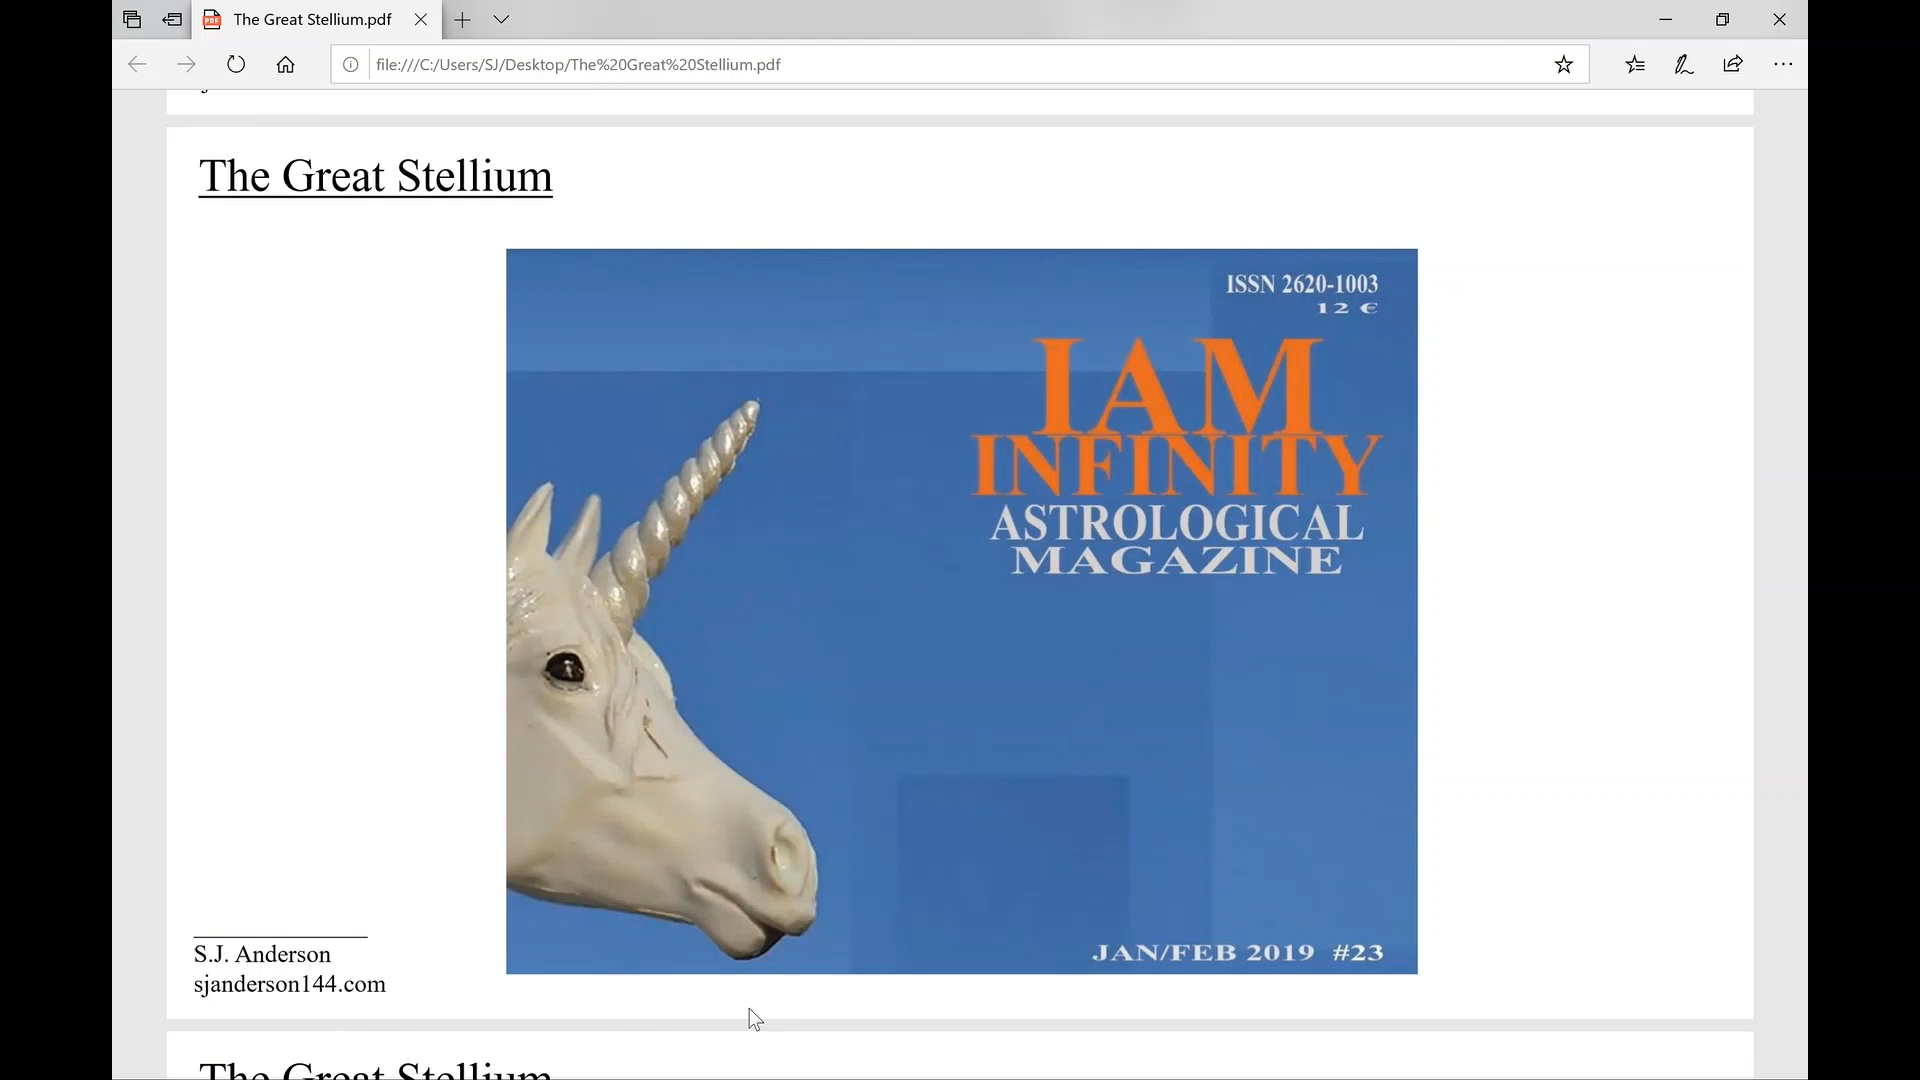 The Great Stellium.pdf
file:///C:/Users/SJ/Desktop/The%20Great%20Stellium.pdf
The Great Stellium
ISSN 2620-1003
12 €
IAM
INFINITY
ASTROLOGICAL
MAGAZINE
JAN/FEB 2019 #23
S.J. Anderson
sjanderson144.com
The Great Stellium